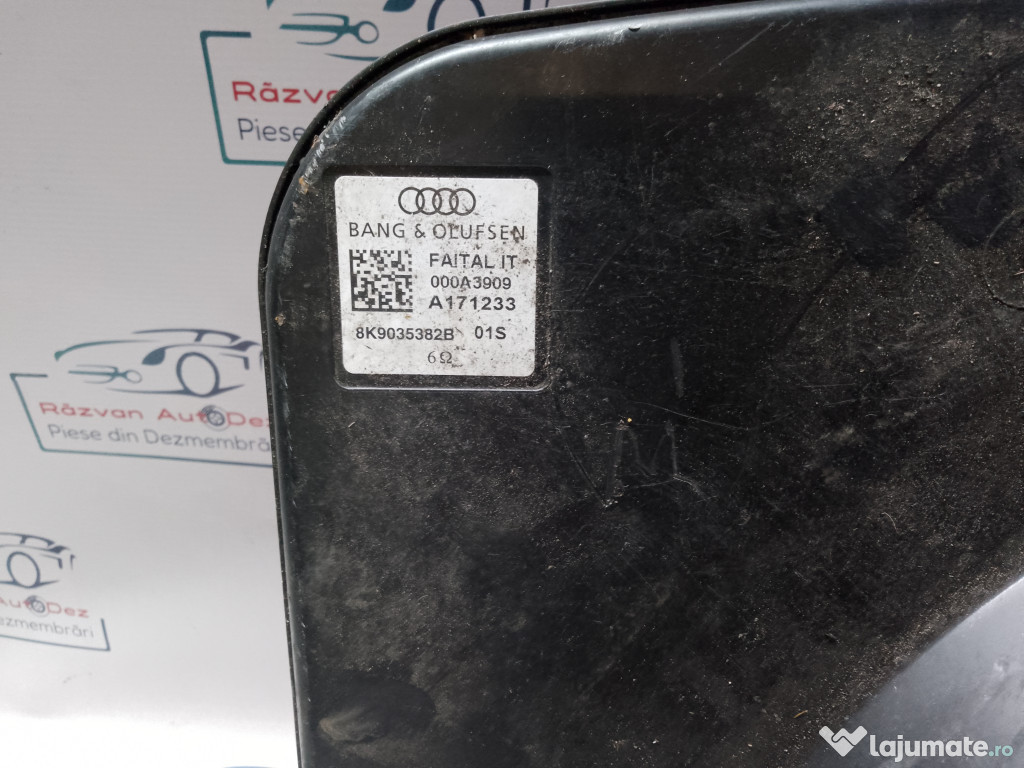 Răzvan
Piese
BANG & OLUFSEN
FAITAL IT
000A3909
A171233
8K9035382B 01S
6Ω
Răzvan AutoDez
Piese din Dezmembrări
AutoDez
Dezmembrări
lajumate.ro